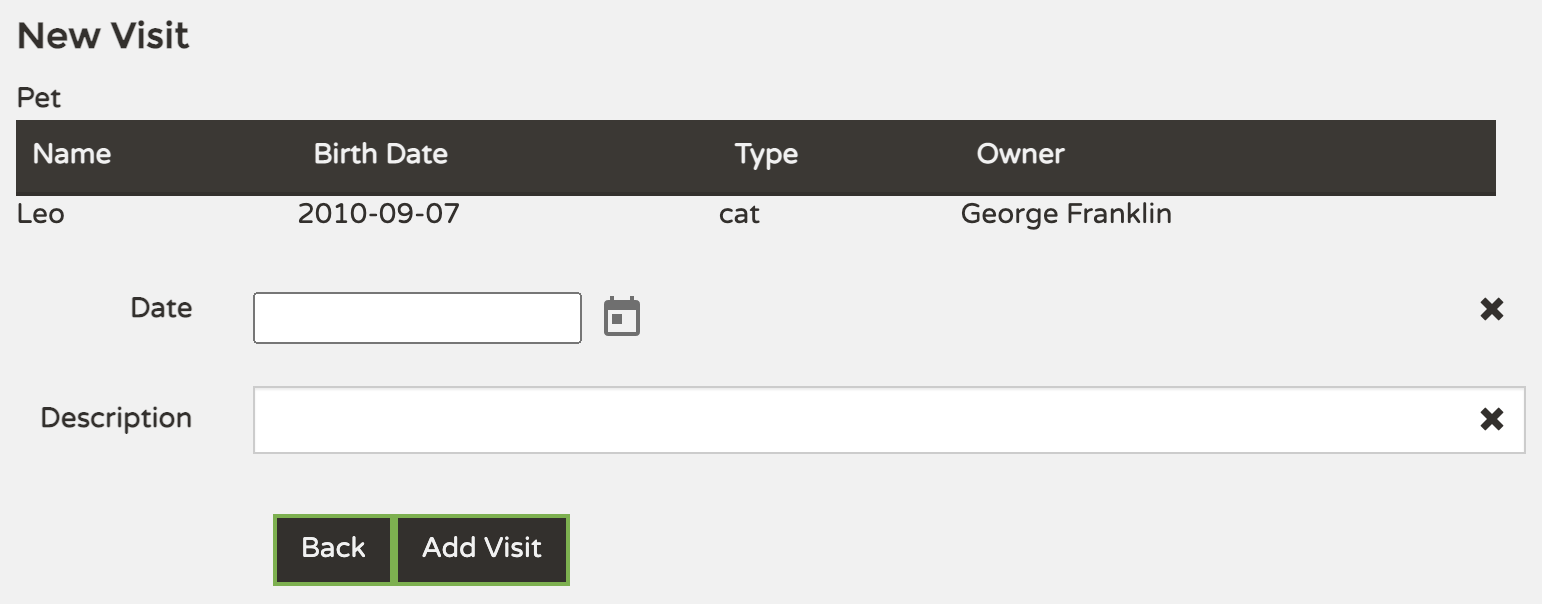 New Visit
Pet
Name Birth Date Type Owner
Leo 2010-09-07 cat George Franklin
Date
Description
Back Add Visit